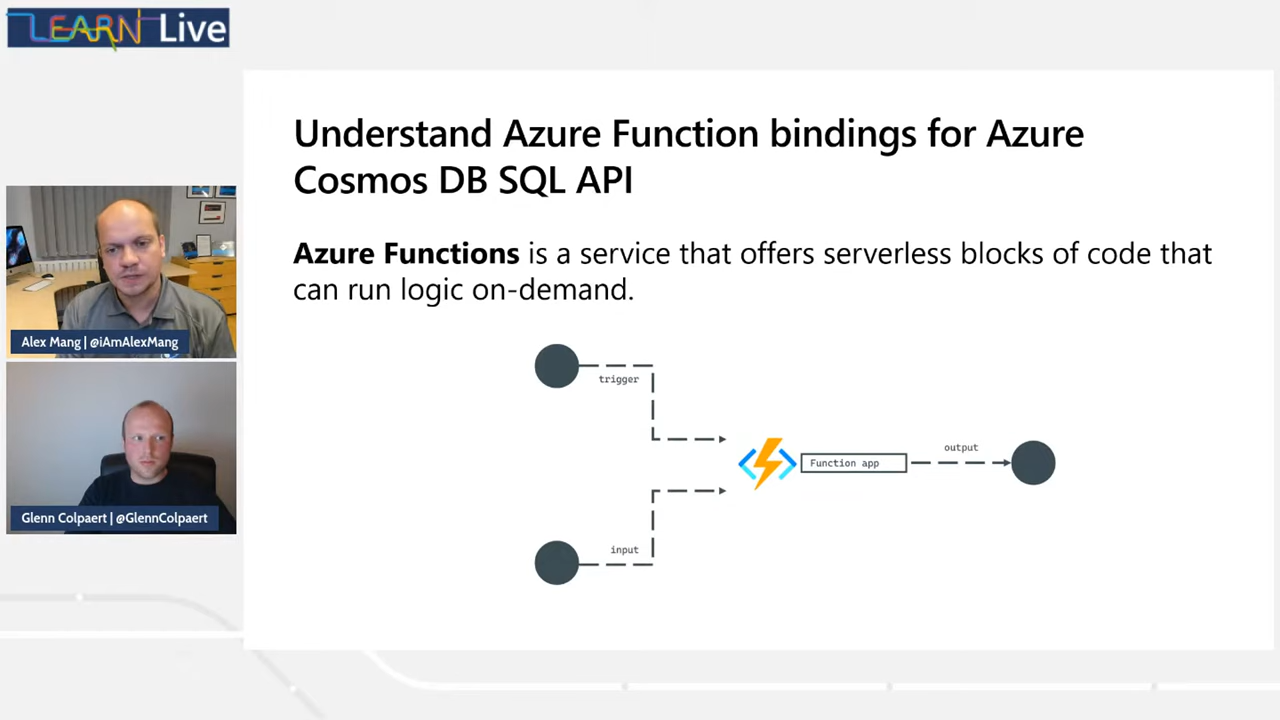 LEARN Live
Understand Azure Function bindings for Azure
Cosmos DB SQL API
Azure Functions is a service that offers serverless blocks of code that
can run logic on-demand.
trigger
Function app
output
input
Alex Mang | @iAmAlexMang
Glenn Colpaert | @GlennColpaert